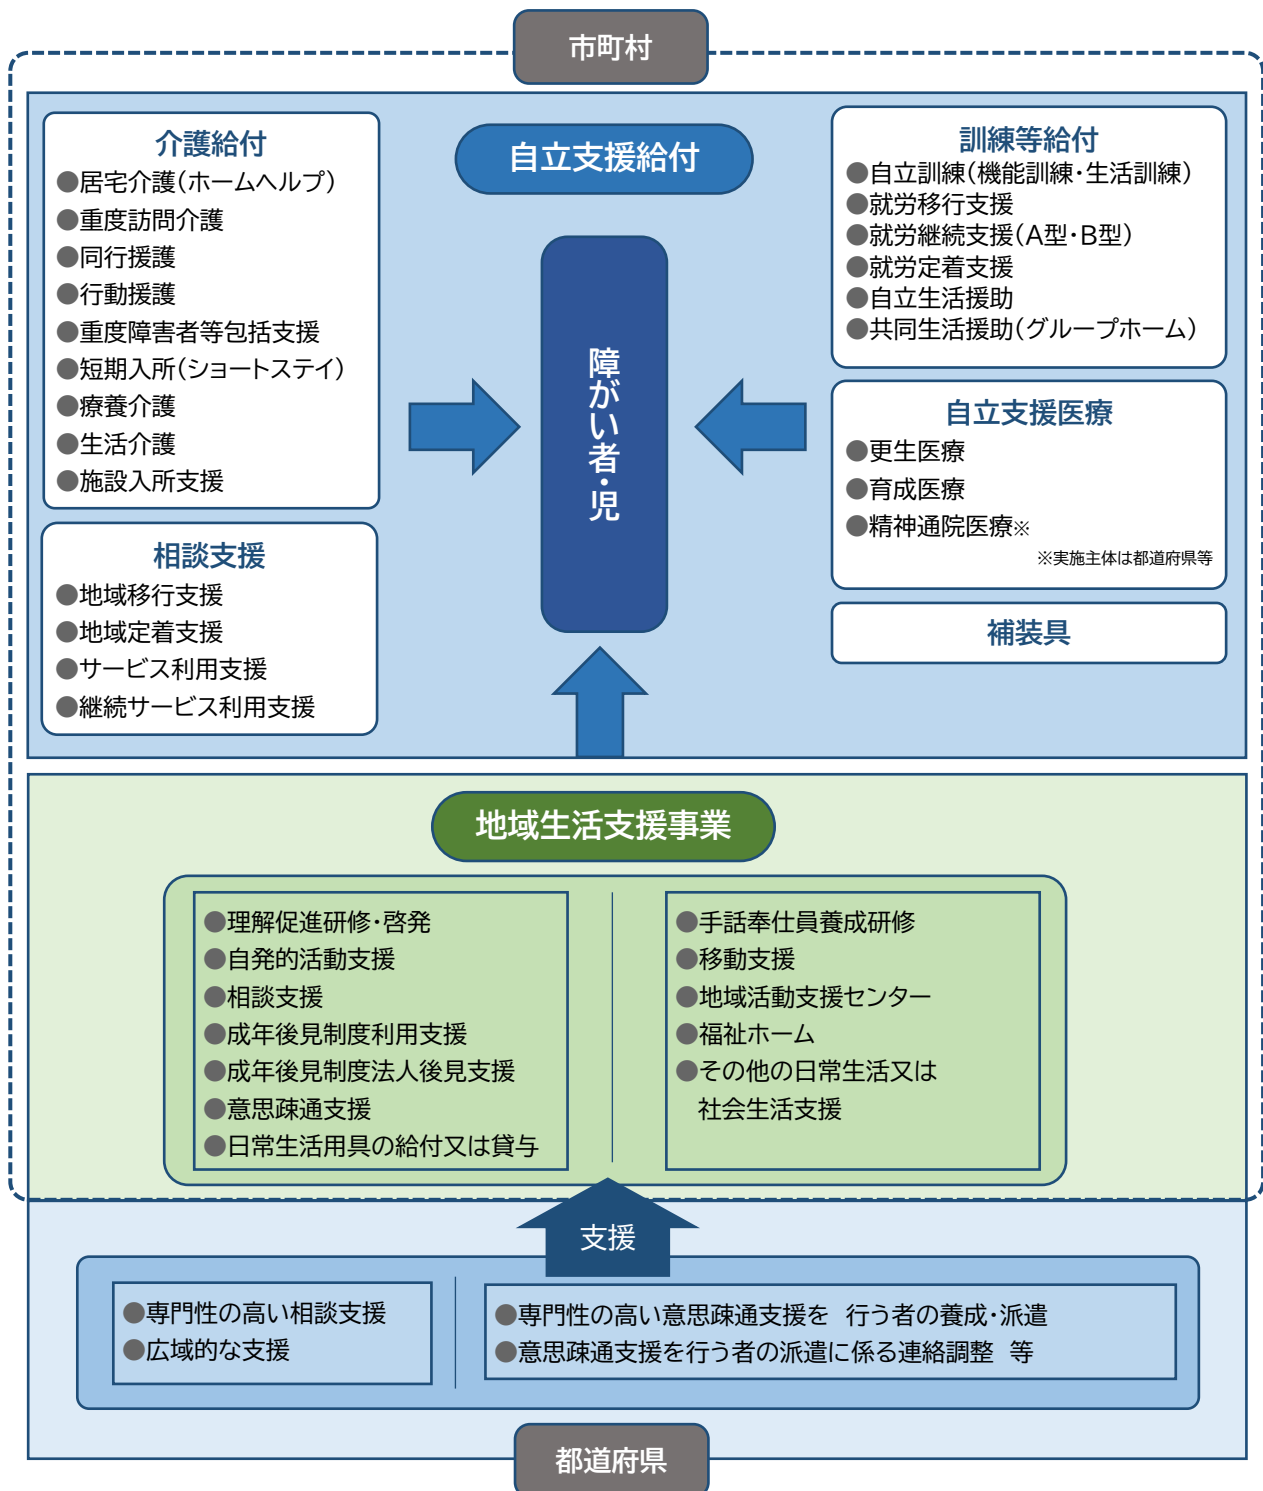 市町村
自立支援給付
介護給付
●居宅介護(ホームヘルプ)
●重度訪問介護
●同行援護
●行動援護
●重度障害者等包括支援
●短期入所(ショートステイ)
●療養介護
●生活介護
●施設入所支援
相談支援
●地域移行支援
●地域定着支援
●サービス利用支援
●継続サービス利用支援
障がい者・児
訓練等給付
●自立訓練(機能訓練・生活訓練)
●就労移行支援
●就労継続支援(A型・B型)
●就労定着支援
●自立生活援助
●共同生活援助(グループホーム)
自立支援医療
●更生医療
●育成医療
●精神通院医療※
※実施主体は都道府県等
補装具
地域生活支援事業
●理解促進研修・啓発
●自発的活動支援
●相談支援
●成年後見制度利用支援
●成年後見制度法人後見支援
●意思疎通支援
●日常生活用具の給付又は貸与
●手話奉仕員養成研修
●移動支援
●地域活動支援センター
●福祉ホーム
●その他の日常生活又は
社会生活支援
支援
●専門性の高い相談支援
●広域的な支援
●専門性の高い意思疎通支援を　行う者の養成・派遣
●意思疎通支援を行う者の派遣に係る連絡調整　等
都道府県